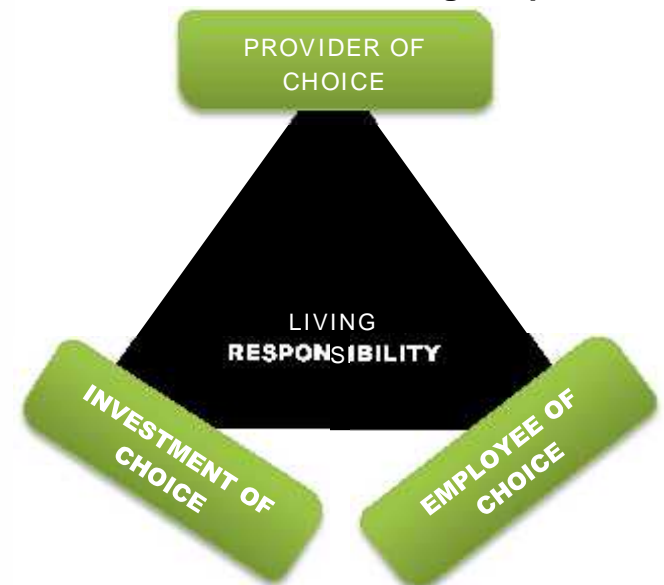 PROVIDER OF
CHOICE
LIVING
RESPONSIBILITY
INVESTMENT OF
CHOICE
EMPLOYEE OF
CHOICE